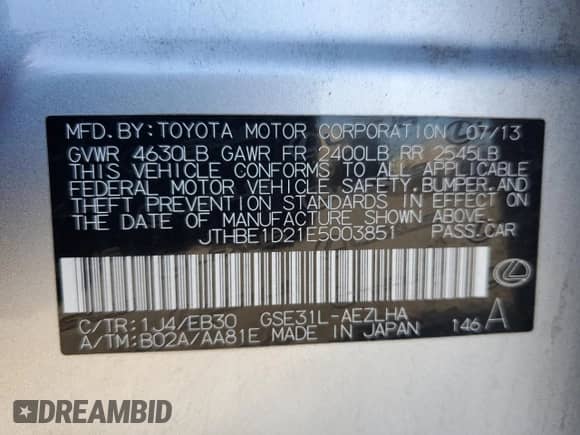 MFD. BY: TOYOTA MOTOR CORPORATION 07/13
GVWR 4630LB GAWR FR 2400LB RR 2545LB
THIS VEHICLE CONFORMS TO ALL APPLICABLE
FEDERAL MOTOR VEHICLE SAFETY, BUMPER, AND
THEFT PREVENTION STANDARDS IN EFFECT ON
THE DATE OF MANUFACTURE SHOWN ABOVE.
JTHBE1D21E5003851 PASS. CAR
C/TR: 1J4/EB30 GSE31L-AEZLHA
A/TM: B02A/AA81E MADE IN JAPAN 146 A
DREAMBID